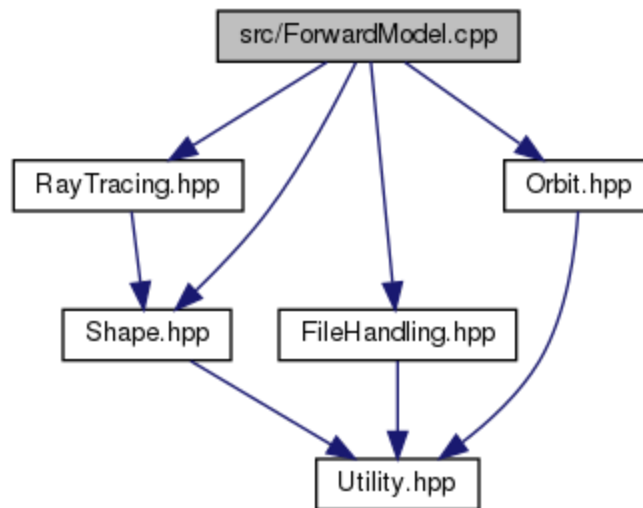 src/ForwardModel.cpp
RayTracing.hpp
Orbit.hpp
Shape.hpp
FileHandling.hpp
Utility.hpp